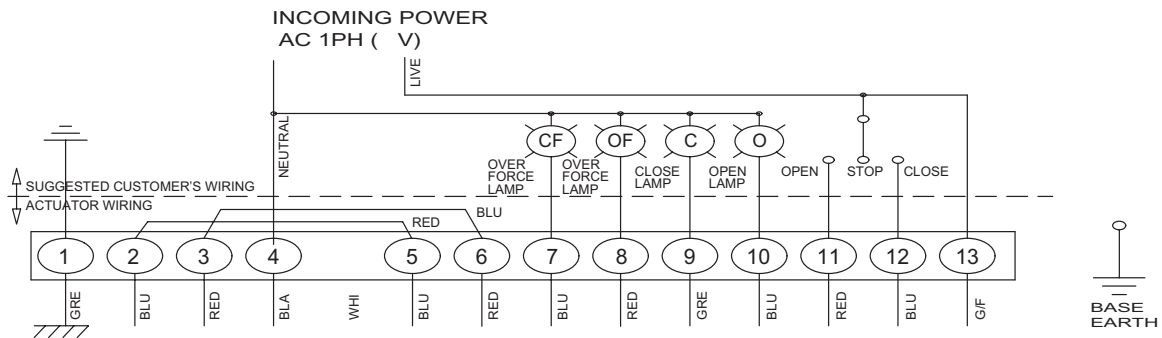 INCOMING POWER
AC 1PH ( V)
LIVE
NEUTRAL
CF
OF
C
O
OVER
FORCE
LAMP
OVER
FORCE
LAMP
CLOSE
LAMP
OPEN
LAMP
OPEN
STOP
CLOSE
SUGGESTED CUSTOMER'S WIRING
ACTUATOR WIRING
RED
BLU
1
2
3
4
5
6
7
8
9
10
11
12
13
GRE
BLU
RED
BLA
WHI
BLU
RED
BLU
RED
GRE
BLU
RED
BLU
G/F
BASE
EARTH